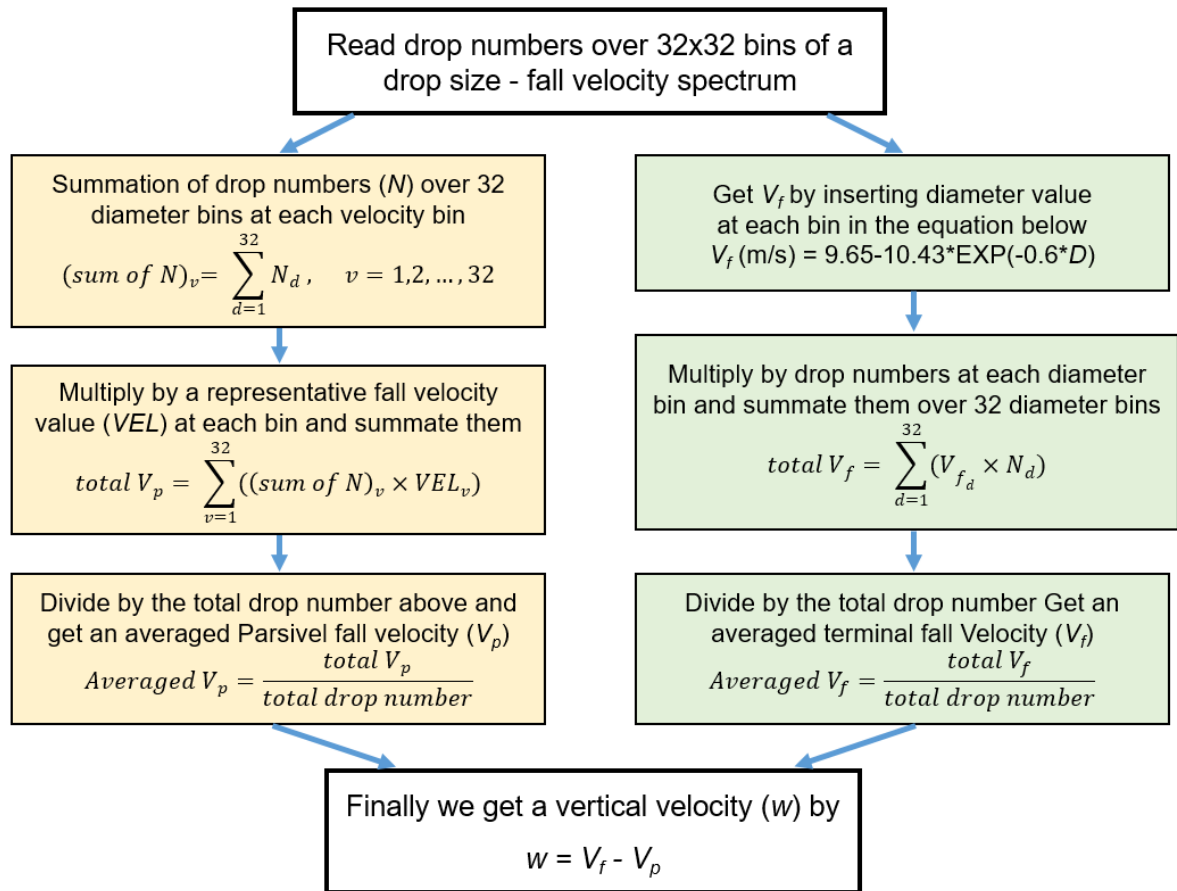 Read drop numbers over 32x32 bins of a
drop size - fall velocity spectrum
Summation of drop numbers (N) over 32
diameter bins at each velocity bin
(sum of N)_v= \sum_{d=1}^{32} N_d , v = 1,2, … , 32
Multiply by a representative fall velocity
value (VEL) at each bin and summate them
total V_p = \sum_{v=1}^{32} ((sum of N)_v × VEL_v)
Divide by the total drop number above and
get an averaged Parsivel fall velocity (V_p)
Averaged V_p = \frac{total V_p}{total drop number}
Get V_f by inserting diameter value
at each bin in the equation below
V_f (m/s) = 9.65-10.43*EXP(-0.6*D)
Multiply by drop numbers at each diameter
bin and summate them over 32 diameter bins
total V_f = \sum_{d=1}^{32} (V_{f_d} × N_d)
Divide by the total drop number Get an
averaged terminal fall Velocity (V_f)
Averaged V_f = \frac{total V_f}{total drop number}
Finally we get a vertical velocity (w) by
w = V_f - V_p